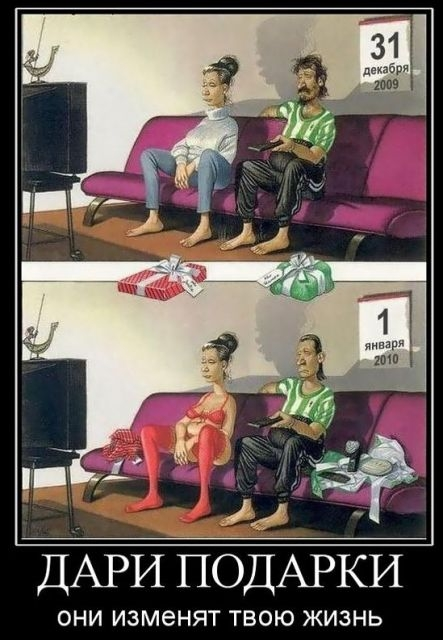 31
декабря
2009
1
января
2010
ДАРИ ПОДАРКИ
они изменят твою жизнь